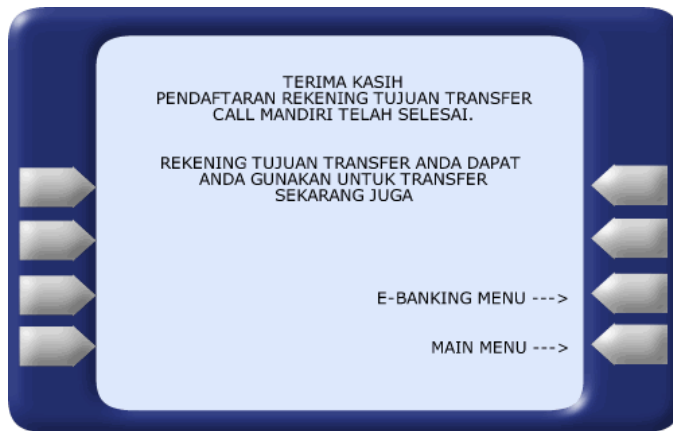 TERIMA KASIH
PENDAFTARAN REKENING TUJUAN TRANSFER
CALL MANDIRI TELAH SELESAI.
REKENING TUJUAN TRANSFER ANDA DAPAT
ANDA GUNAKAN UNTUK TRANSFER
SEKARANG JUGA
E-BANKING MENU --->
MAIN MENU --->